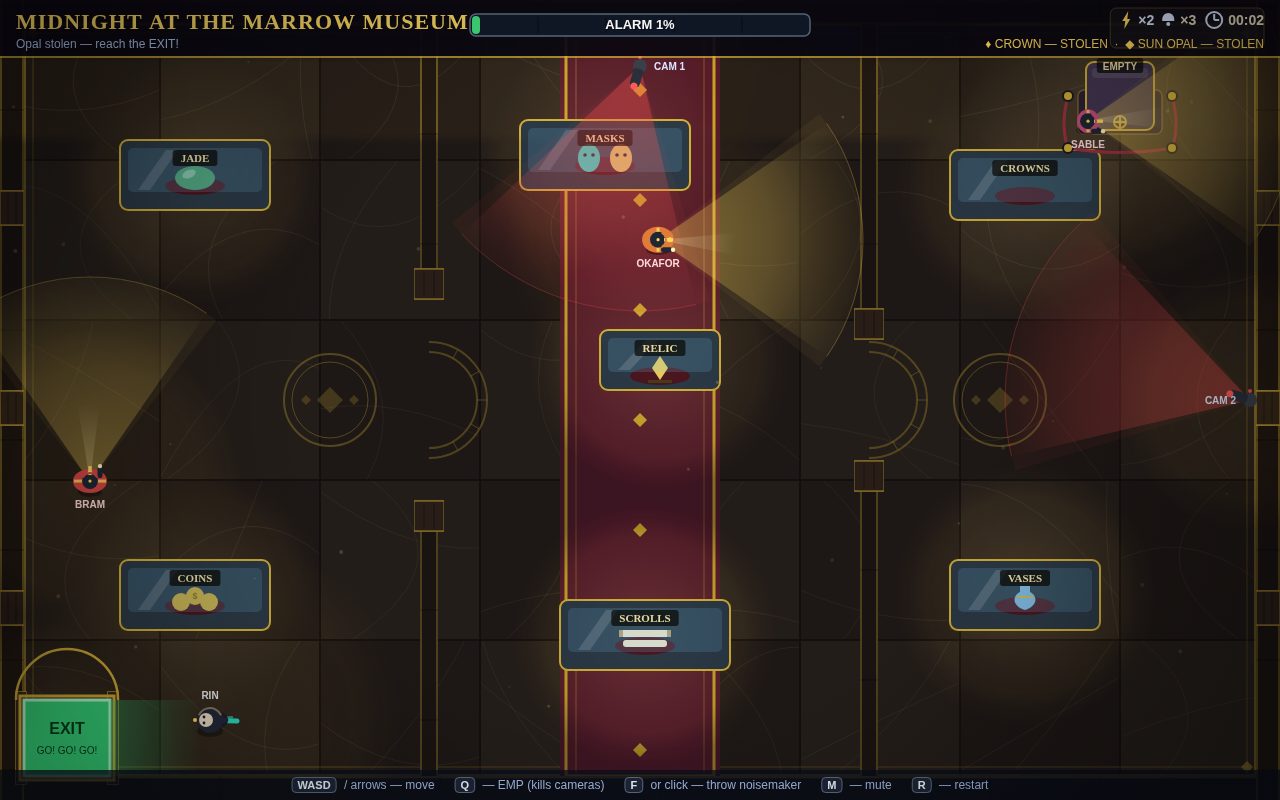 MIDNIGHT AT THE MARROW MUSEUM
ALARM 1%
×2 ×3 00:02
Opal stolen — reach the EXIT!
♦ CROWN — STOLEN · ◆ SUN OPAL — STOLEN
CAM 1
EMPTY
MASKS
SABLE
JADE
CROWNS
OKAFOR
RELIC
CAM 2
BRAM
COINS
$
VASES
SCROLLS
RIN
EXIT
GO! GO! GO!
WASD / arrows — move Q — EMP (kills cameras) F or click — throw noisemaker M — mute R — restart